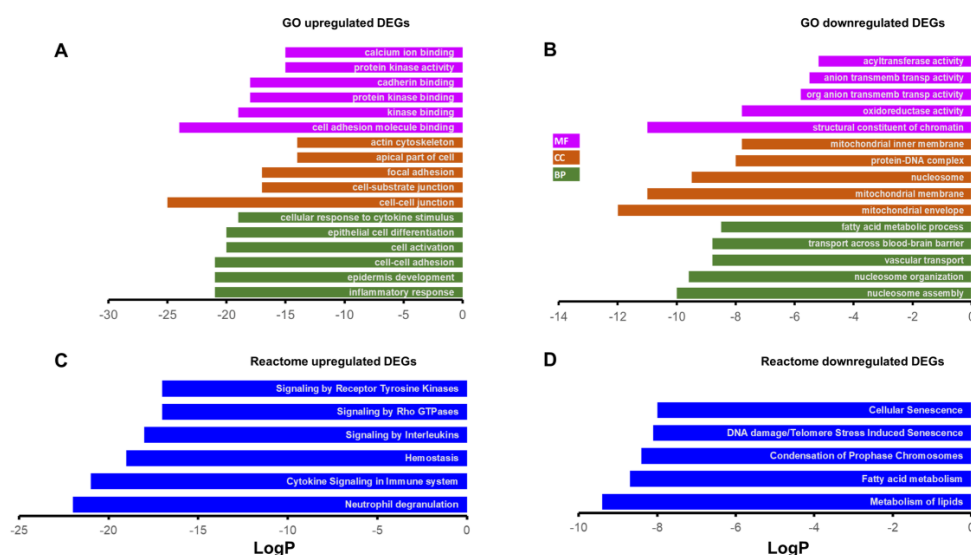 GO upregulated DEGs
A
calcium ion binding
protein kinase activity
cadherin binding
protein kinase binding
kinase binding
cell adhesion molecule binding
actin cytoskeleton
apical part of cell
focal adhesion
cell-substrate junction
cell-cell junction
cellular response to cytokine stimulus
epithelial cell differentiation
cell activation
cell-cell adhesion
epidermis development
inflammatory response
-30 -25 -20 -15 -10 -5 0
GO downregulated DEGs
B
acyltransferase activity
anion transmemb transp activity
org anion transmemb transp activity
oxidoreductase activity
structural constituent of chromatin
mitochondrial inner membrane
protein-DNA complex
nucleosome
mitochondrial membrane
mitochondrial envelope
fatty acid metabolic process
transport across blood-brain barrier
vascular transport
nucleosome organization
nucleosome assembly
MF
CC
BP
-14 -12 -10 -8 -6 -4 -2 0
C
Reactome upregulated DEGs
Signaling by Receptor Tyrosine Kinases
Signaling by Rho GTPases
Signaling by Interleukins
Hemostasis
Cytokine Signaling in Immune system
Neutrophil degranulation
-25 -20 -15 -10 -5 0
LogP
D
Reactome downregulated DEGs
Cellular Senescence
DNA damage/Telomere Stress Induced Senescence
Condensation of Prophase Chromosomes
Fatty acid metabolism
Metabolism of lipids
-10 -8 -6 -4 -2 0
LogP